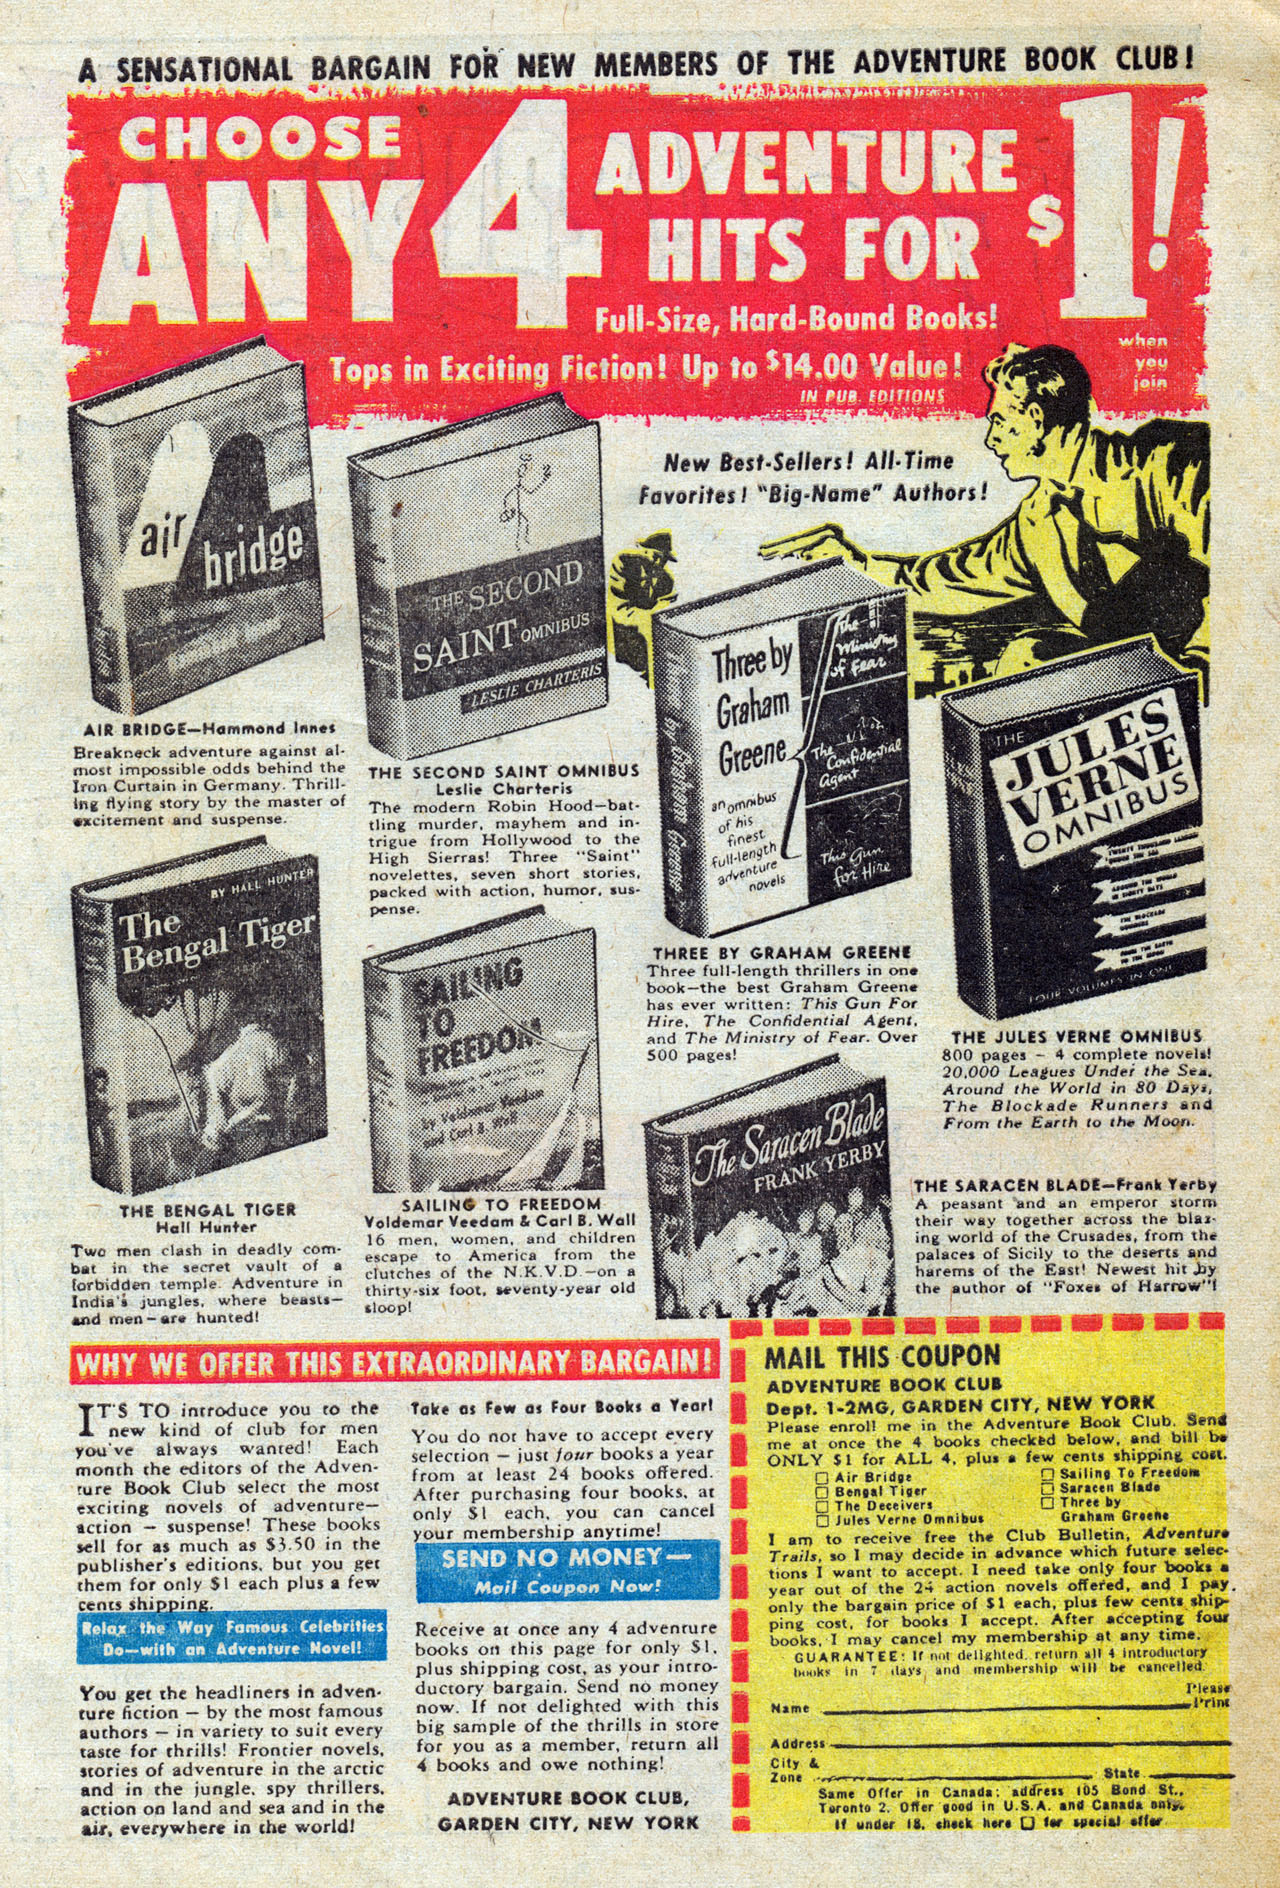 A SENSATIONAL BARGAIN FOR NEW MEMBERS OF THE ADVENTURE BOOK CLUB!
CHOOSE
ANY 4
ADVENTURE
HITS FOR
$1!
Full-Size, Hard-Bound Books!
Tops in Exciting Fiction! Up to $14.00 Value!
IN PUB. EDITIONS
when
you
join
New Best-Sellers! All-Time
Favorites! "Big-Name" Authors!
air
bridge
AIR BRIDGE—Hammond Innes
Breakneck adventure against al-
most impossible odds behind the
Iron Curtain in Germany. Thrill-
ing flying story by the master of
excitement and suspense.
THE SECOND
SAINT OMNIBUS
LESLIE CHARTERIS
THE SECOND SAINT OMNIBUS
Leslie Charteris
The modern Robin Hood—bat-
tling murder, mayhem and in-
trigue from Hollywood to the
High Sierras! Three "Saint"
novelettes, seven short stories,
packed with action, humor, sus-
pense.
Three by
Graham
Greene
an omnibus
of his
finest
full-length
adventure
novels
The
Ministry
of Fear
The
Confidential
Agent
This Gun
for Hire
Three by Graham Greene
THREE BY GRAHAM GREENE
Three full-length thrillers in one
book—the best Graham Greene
has ever written: This Gun For
Hire, The Confidential Agent,
and The Ministry of Fear. Over
500 pages!
THE
JULES
VERNE
OMNIBUS
TWENTY THOUSAND LEAGUES
UNDER THE SEA
AROUND THE WORLD
IN EIGHTY DAYS
THE BLOCKADE
RUNNERS
FROM THE EARTH
TO THE MOON
FOUR VOLUMES IN ONE
THE JULES VERNE OMNIBUS
800 pages – 4 complete novels!
20,000 Leagues Under the Sea,
Around the World in 80 Days,
The Blockade Runners and
From the Earth to the Moon.
BY HALL HUNTER
The
Bengal Tiger
THE BENGAL TIGER
Hall Hunter
Two men clash in deadly com-
bat in the secret vault of a
forbidden temple. Adventure in
India's jungles, where beasts—
and men—are hunted!
SAILING
TO
FREEDOM
by Voldemar Veedam
and Carl B. Wall
SAILING TO FREEDOM
Voldemar Veedam & Carl B. Wall
16 men, women, and children
escape to America from the
clutches of the N.K.V.D.—on a
thirty-six foot, seventy-year old
sloop!
The Saracen Blade
FRANK YERBY
THE SARACEN BLADE—Frank Yerby
A peasant and an emperor storm
their way together across the blaz-
ing world of the Crusades, from the
palaces of Sicily to the deserts and
harems of the East! Newest hit by
the author of "Foxes of Harrow"!
WHY WE OFFER THIS EXTRAORDINARY BARGAIN!
IT'S TO introduce you to the
new kind of club for men
you've always wanted! Each
month the editors of the Adven-
ture Book Club select the most
exciting novels of adventure—
action — suspense! These books
sell for as much as $3.50 in the
publisher's editions, but you get
them for only $1 each plus a few
cents shipping.
Relax the Way Famous Celebrities
Do—with an Adventure Novel!
You get the headliners in adven-
ture fiction — by the most famous
authors — in variety to suit every
taste for thrills! Frontier novels,
stories of adventure in the arctic
and in the jungle, spy thrillers,
action on land and sea and in the
air, everywhere in the world!
Take as Few as Four Books a Year!
You do not have to accept every
selection — just four books a year
from at least 24 books offered.
After purchasing four books, at
only $1 each, you can cancel
your membership anytime!
SEND NO MONEY—
Mail Coupon Now!
Receive at once any 4 adventure
books on this page for only $1,
plus shipping cost, as your intro-
ductory bargain. Send no money
now. If not delighted with this
big sample of the thrills in store
for you as a member, return all
4 books and owe nothing!
ADVENTURE BOOK CLUB,
GARDEN CITY, NEW YORK
MAIL THIS COUPON
ADVENTURE BOOK CLUB
Dept. 1-2MG, GARDEN CITY, NEW YORK
Please enroll me in the Adventure Book Club. Send
me at once the 4 books checked below, and bill me
ONLY $1 for ALL 4, plus a few cents shipping cost.
☐ Air Bridge
☐ Bengal Tiger
☐ The Deceivers
☐ Jules Verne Omnibus
☐ Sailing To Freedom
☐ Saracen Blade
☐ Three by
Graham Greene
I am to receive free the Club Bulletin, Adventure
Trails, so I may decide in advance which future selec-
tions I want to accept. I need take only four books a
year out of the 24 action novels offered, and I pay
only the bargain price of $1 each, plus few cents ship-
ping cost, for books I accept. After accepting four
books, I may cancel my membership at any time.
GUARANTEE: If not delighted, return all 4 introductory
books in 7 days and membership will be cancelled.
Please
Print
Name
Address
City &
Zone
State
Same Offer in Canada; address 105 Bond St.,
Toronto 2. Offer good in U.S.A. and Canada only.
If under 18, check here ☐ for special offer